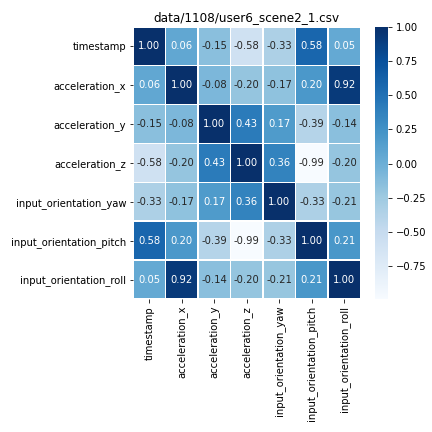 data/1108/user6_scene2_1.csv
timestamp 1.00 0.06 -0.15 -0.58 -0.33 0.58 0.05
acceleration_x 0.06 1.00 -0.08 -0.20 -0.17 0.20 0.92
acceleration_y -0.15 -0.08 1.00 0.43 0.17 -0.39 -0.14
acceleration_z -0.58 -0.20 0.43 1.00 0.36 -0.99 -0.20
input_orientation_yaw -0.33 -0.17 0.17 0.36 1.00 -0.33 -0.21
input_orientation_pitch 0.58 0.20 -0.39 -0.99 -0.33 1.00 0.21
input_orientation_roll 0.05 0.92 -0.14 -0.20 -0.21 0.21 1.00
timestamp
acceleration_x
acceleration_y
acceleration_z
input_orientation_yaw
input_orientation_pitch
input_orientation_roll
1.00
0.75
0.50
0.25
0.00
−0.25
−0.50
−0.75